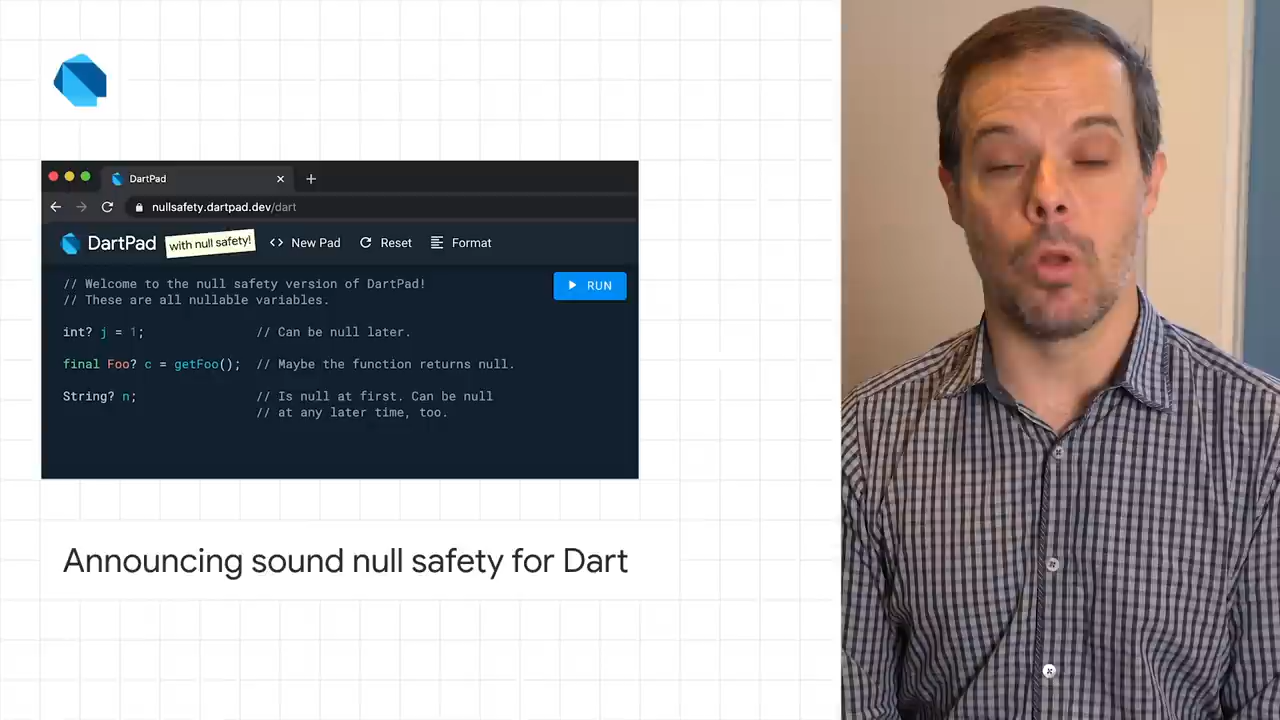 DartPad
nullsafety.dartpad.dev/dart
DartPad with null safety! <> New Pad Reset Format
// Welcome to the null safety version of DartPad!
// These are all nullable variables.
RUN
int? j = 1; // Can be null later.
final Foo? c = getFoo(); // Maybe the function returns null.
String? n; // Is null at first. Can be null
// at any later time, too.
Announcing sound null safety for Dart